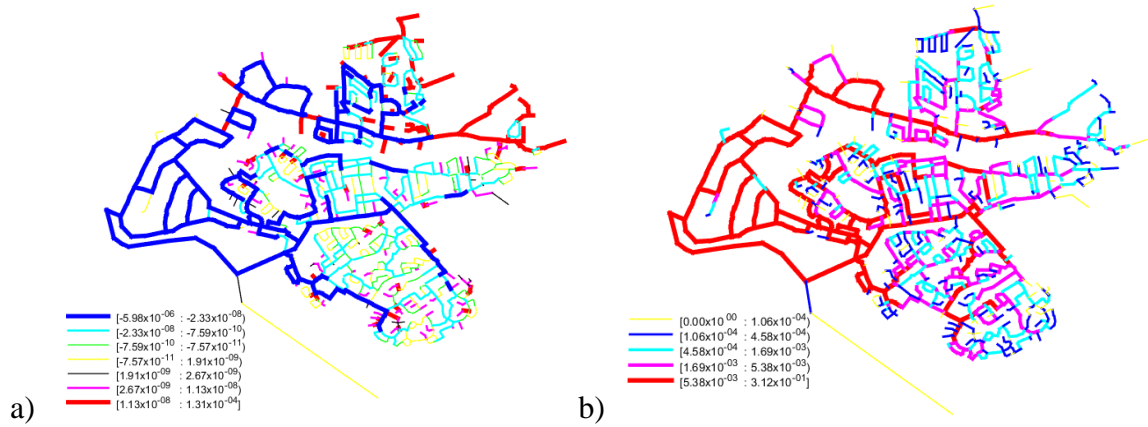 [-5.98x10^-06 : -2.33x10^-08)
[-2.33x10^-08 : -7.59x10^-10)
[-7.59x10^-10 : -7.57x10^-11)
[-7.57x10^-11 : 1.91x10^-09)
[1.91x10^-09 : 2.67x10^-09)
[2.67x10^-09 : 1.13x10^-08)
[1.13x10^-08 : 1.31x10^-04]
a)
[0.00x10^00 : 1.06x10^-04)
[1.06x10^-04 : 4.58x10^-04)
[4.58x10^-04 : 1.69x10^-03)
[1.69x10^-03 : 5.38x10^-03)
[5.38x10^-03 : 3.12x10^-01]
b)